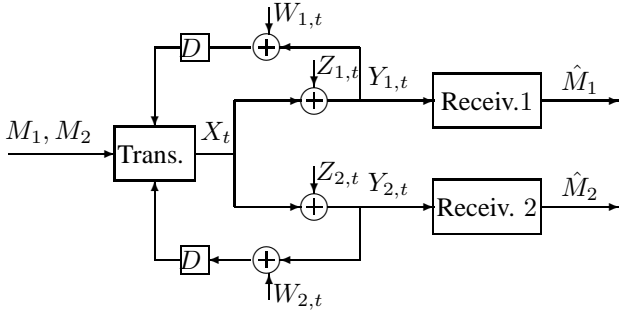 W_{1,t}
D
Z_{1,t} Y_{1,t} \hat{M}_1
Receiv.1
M_1, M_2 X_t
Trans.
Z_{2,t} Y_{2,t} \hat{M}_2
Receiv. 2
D
W_{2,t}